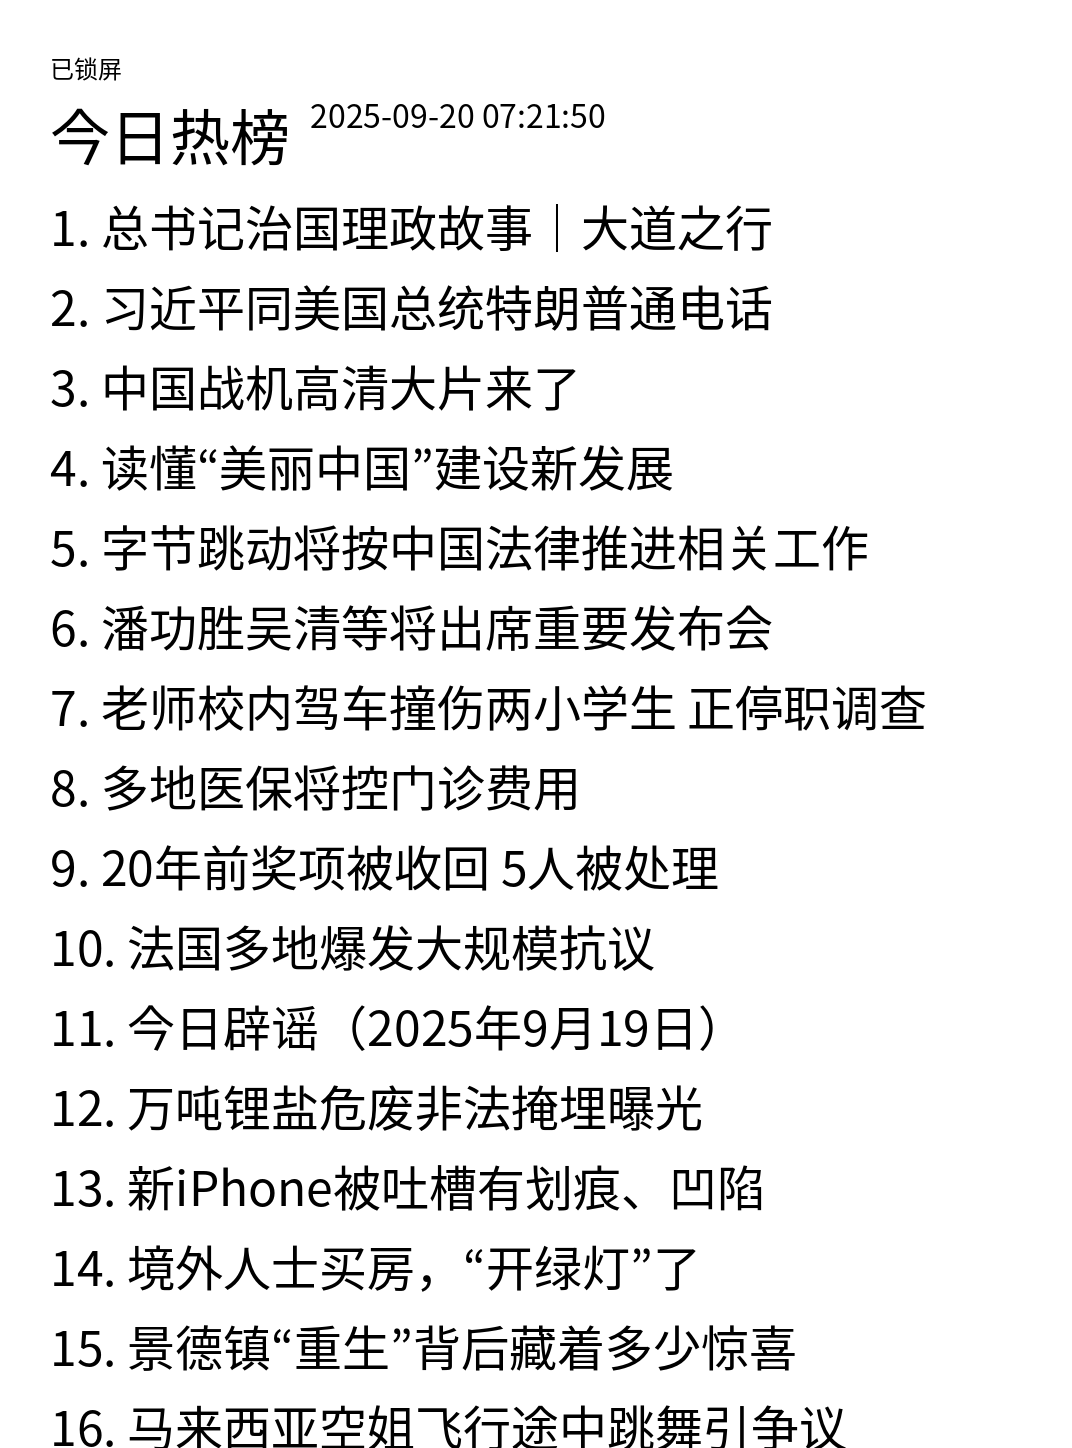 已锁屏
今日热榜 2025-09-20 07:21:50
1. 总书记治国理政故事｜大道之行
2. 习近平同美国总统特朗普通电话
3. 中国战机高清大片来了
4. 读懂“美丽中国”建设新发展
5. 字节跳动将按中国法律推进相关工作
6. 潘功胜吴清等将出席重要发布会
7. 老师校内驾车撞伤两小学生 正停职调查
8. 多地医保将控门诊费用
9. 20年前奖项被收回 5人被处理
10. 法国多地爆发大规模抗议
11. 今日辟谣（2025年9月19日）
12. 万吨锂盐危废非法掩埋曝光
13. 新iPhone被吐槽有划痕、凹陷
14. 境外人士买房，“开绿灯”了
15. 景德镇“重生”背后藏着多少惊喜
16. 马来西亚空姐飞行途中跳舞引争议